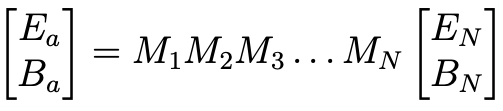 [E_a B_a] = M_1 M_2 M_3 ... M_N [E_N B_N]